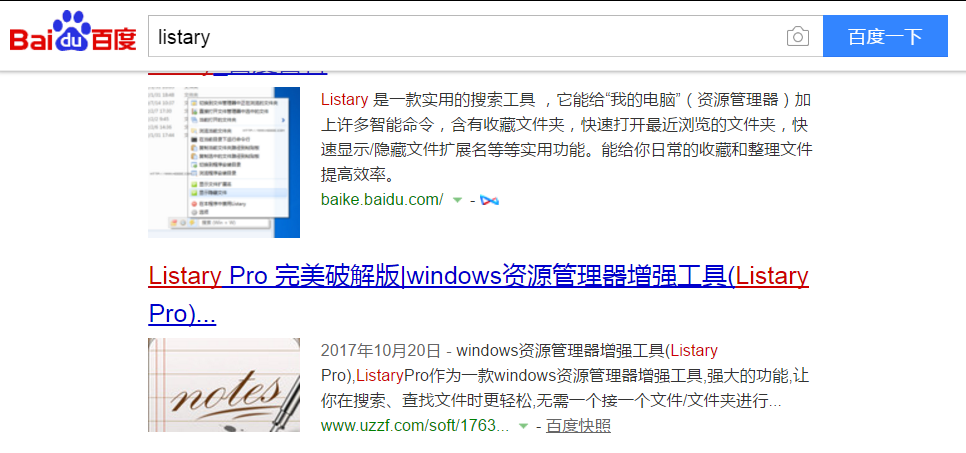 Bai du 百度
listary
百度一下
Listary 是一款实用的搜索工具 ，它能给“我的电脑”（资源管理器）加
上许多智能命令，含有收藏文件夹，快速打开最近浏览的文件夹，快
速显示/隐藏文件扩展名等等实用功能。能给你日常的收藏和整理文件
提高效率。
baike.baidu.com/ -
Listary Pro 完美破解版|windows资源管理器增强工具(Listary
Pro)...
notes
2017年10月20日 - windows资源管理器增强工具(Listary
Pro),ListaryPro作为一款windows资源管理器增强工具,强大的功能,让
你在搜索、查找文件时更轻松,无需一个接一个文件/文件夹进行...
www.uzzf.com/soft/1763... - 百度快照